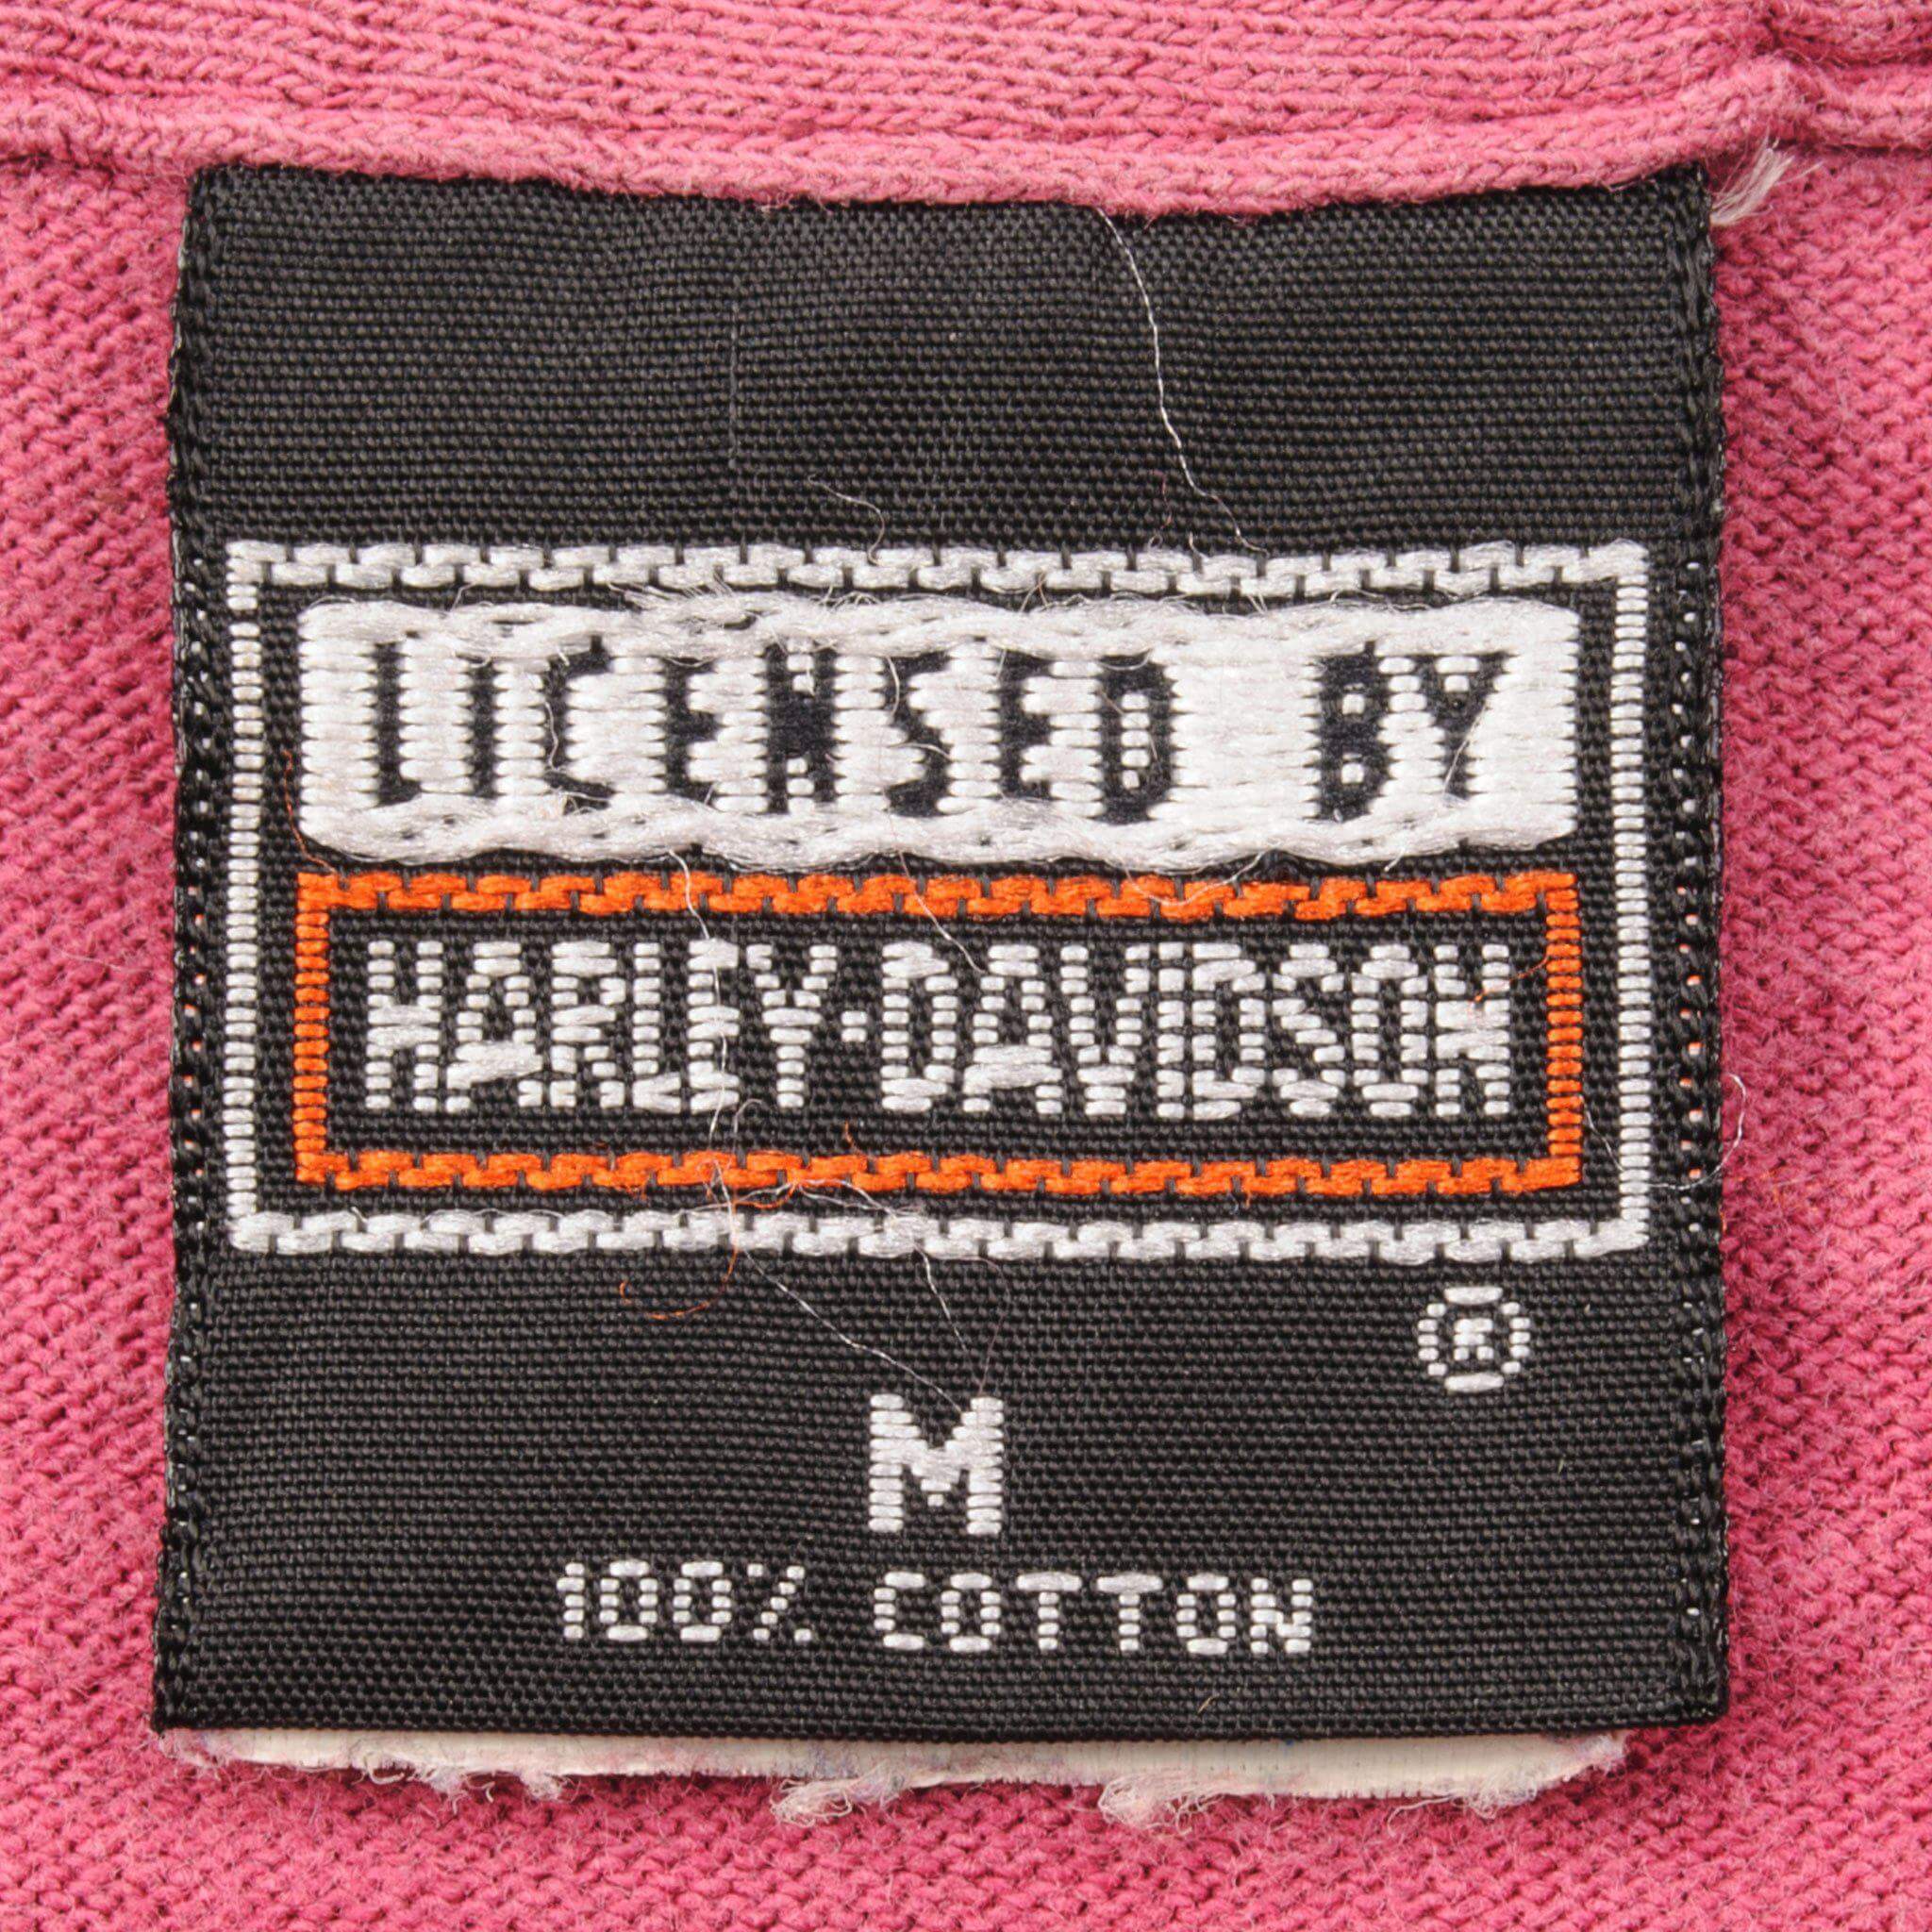 LICENSED BY
HARLEY-DAVIDSON
®
M
100% COTTON